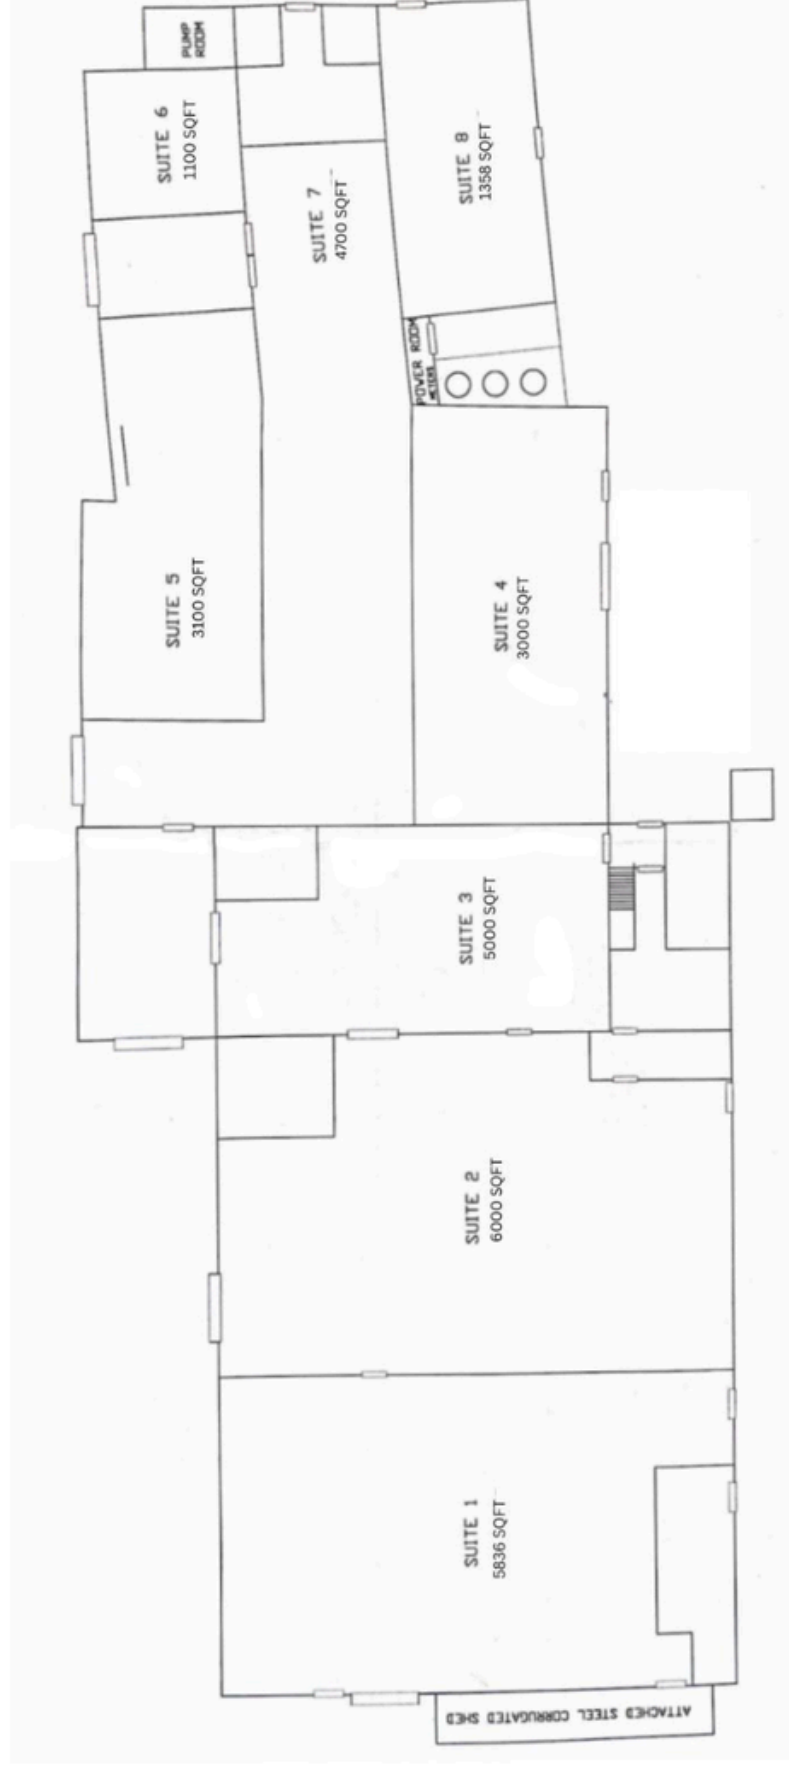 PUMP
ROOM
SUITE 6
1100 SQFT
SUITE 8
1358 SQFT
SUITE 7
4700 SQFT
POWER ROOM
METERS
SUITE 5
3100 SQFT
SUITE 4
3000 SQFT
SUITE 3
5000 SQFT
SUITE 2
6000 SQFT
SUITE 1
5836 SQFT
ATTACHED STEEL CORRUGATED SHED